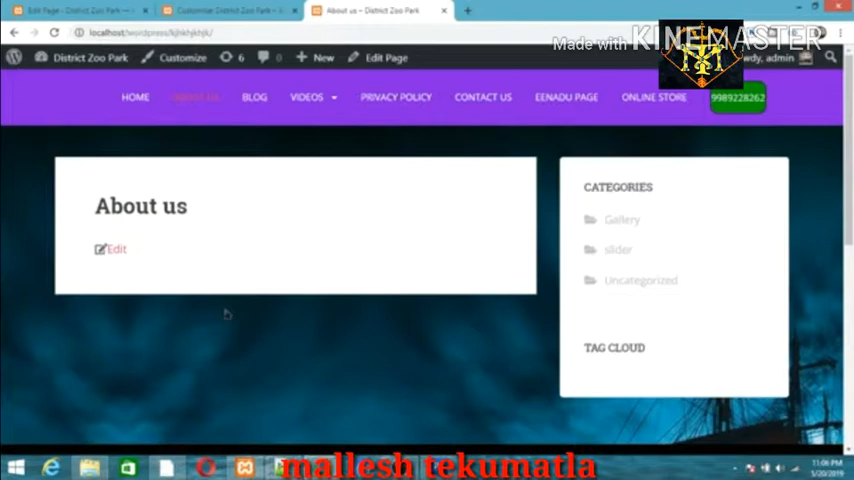 Edit Page - District Zoo Park —
Customise: District Zoo Park –
About us – District Zoo Park
localhost/wordpress/kjhkhjkhjk/
Made with KINEMASTER
District Zoo Park
Customize
6
0
New
Edit Page
wdy, admin
HOME
ABOUT US
BLOG
VIDEOS
PRIVACY POLICY
CONTACT US
EENADU PAGE
ONLINE STORE
9989228262
About us
Edit
CATEGORIES
Gallery
slider
Uncategorized
TAG CLOUD
mallesh tekumatla
11:06 PM
5/20/2019